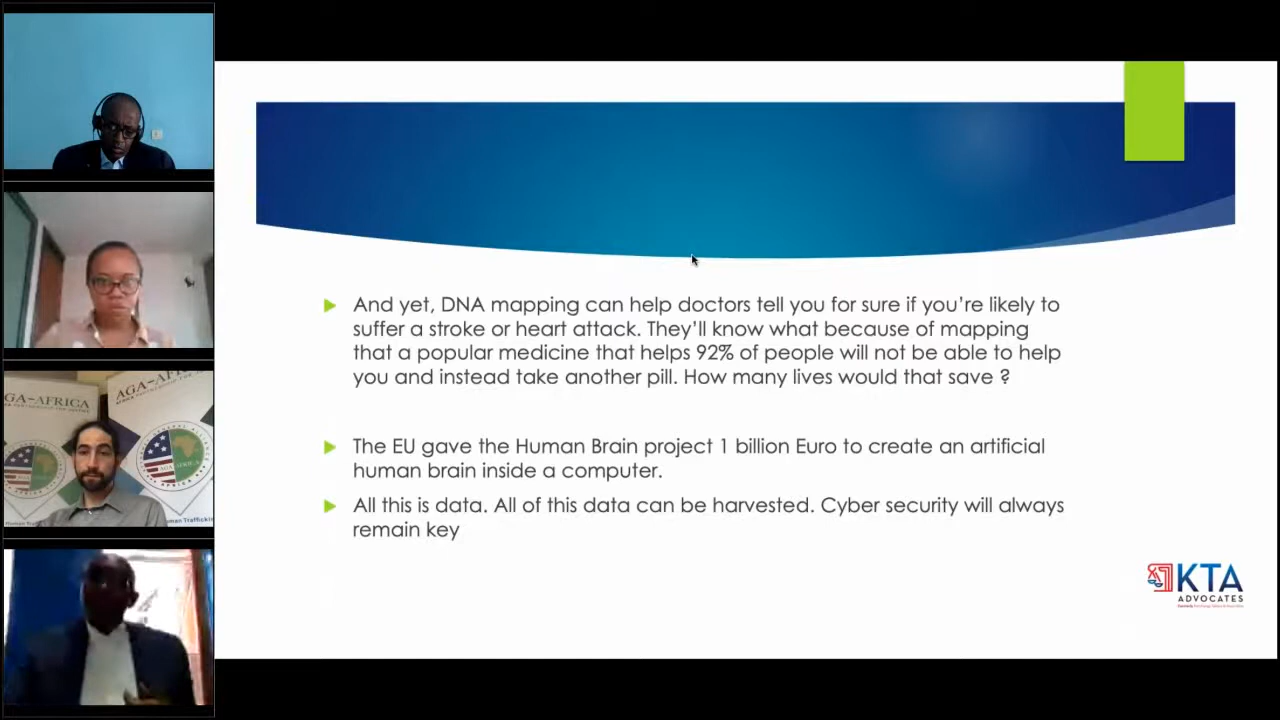 And yet, DNA mapping can help doctors tell you for sure if you're likely to
suffer a stroke or heart attack. They'll know what because of mapping
that a popular medicine that helps 92% of people will not be able to help
you and instead take another pill. How many lives would that save ?
The EU gave the Human Brain project 1 billion Euro to create an artificial
human brain inside a computer.
All this is data. All of this data can be harvested. Cyber security will always
remain key
KTA
ADVOCATES
AGA-AFRICA
AGA-AFRI